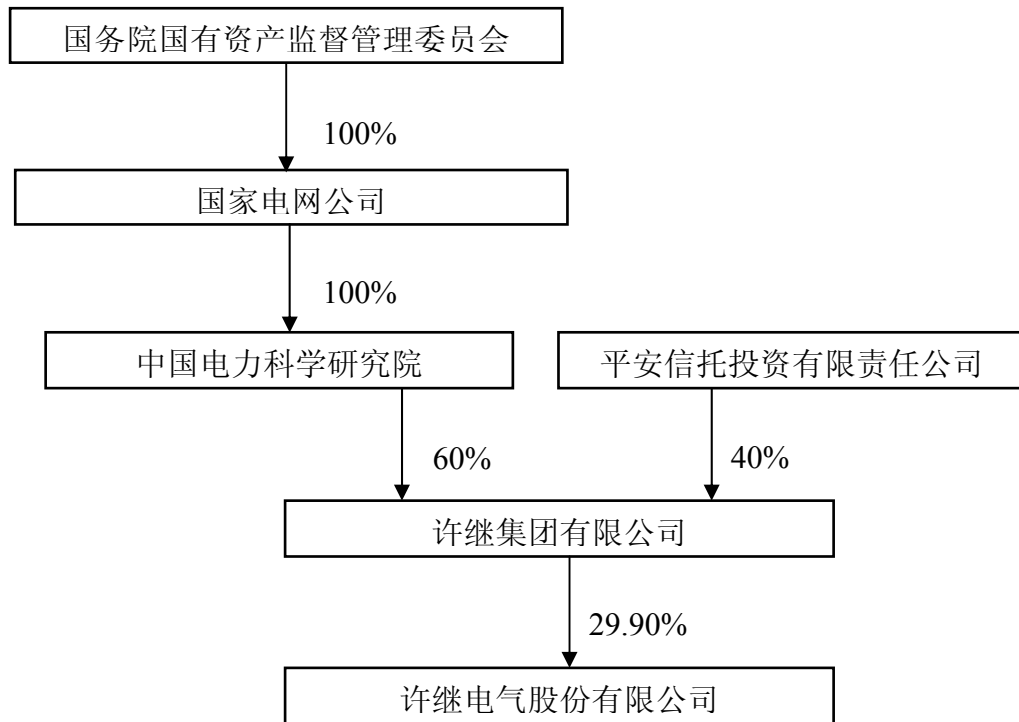 国务院国有资产监督管理委员会
100%
国家电网公司
100%
中国电力科学研究院
平安信托投资有限责任公司
60%
40%
许继集团有限公司
29.90%
许继电气股份有限公司